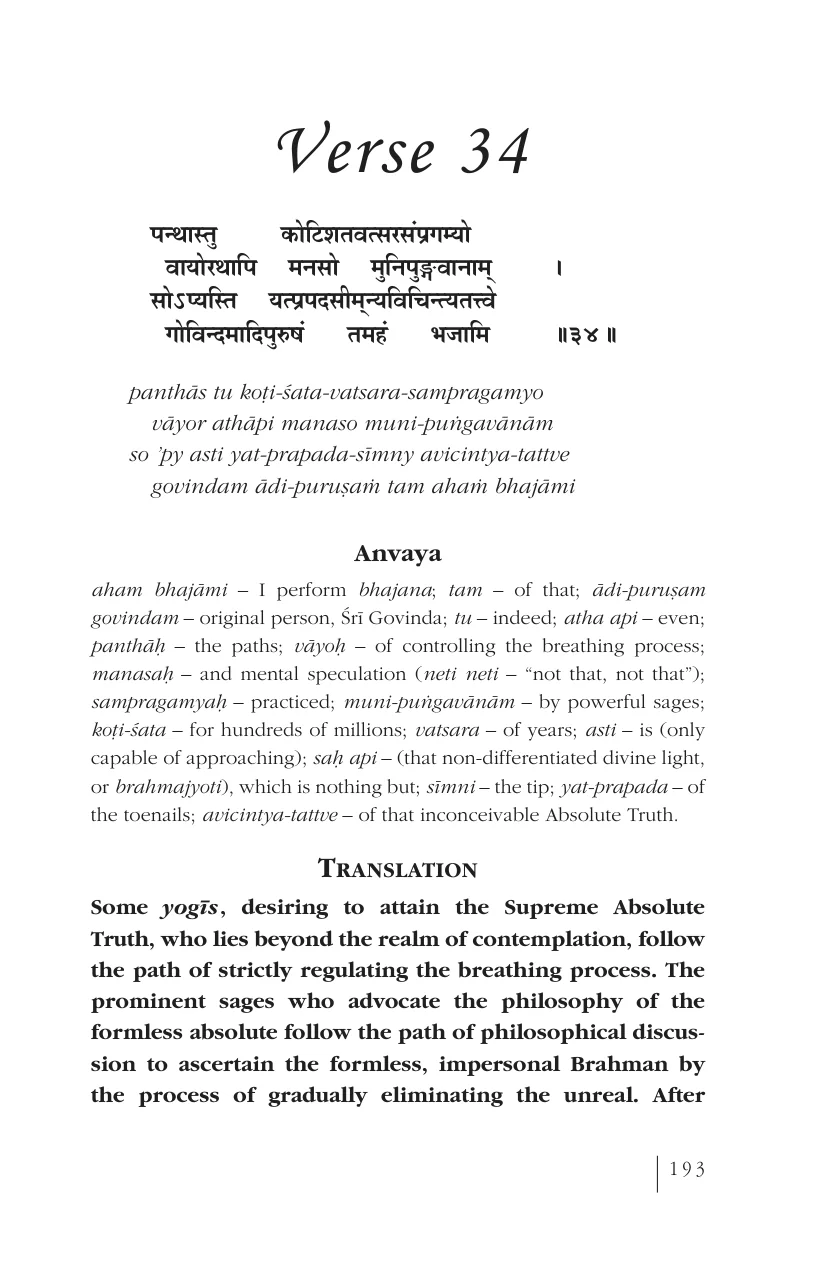 Verse 34
पन्थास्तु कोटिशतवत्सरसंप्रगम्यो
वायोरथापि मनसो मुनिपुङ्गवानाम् ।
सोऽप्यस्ति यत्प्रपदसीम्न्यविचिन्त्यतत्त्वे
गोविन्दमादिपुरुषं तमहं भजामि ॥३४॥
panthās tu koṭi-śata-vatsara-sampragamyo
vāyor athāpi manaso muni-puṅgavānām
so ’py asti yat-prapada-sīmny avicintya-tattve
govindam ādi-puruṣaṁ tam ahaṁ bhajāmi
Anvaya
aham bhajāmi – I perform bhajana; tam – of that; ādi-puruṣam
govindam – original person, Śrī Govinda; tu – indeed; atha api – even;
panthāḥ – the paths; vāyoḥ – of controlling the breathing process;
manasaḥ – and mental speculation (neti neti – “not that, not that”);
sampragamyaḥ – practiced; muni-puṅgavānām – by powerful sages;
koṭi-śata – for hundreds of millions; vatsara – of years; asti – is (only
capable of approaching); saḥ api – (that non-differentiated divine light,
or brahmajyoti), which is nothing but; sīmni – the tip; yat-prapada – of
the toenails; avicintya-tattve – of that inconceivable Absolute Truth.
TRANSLATION
Some yogīs, desiring to attain the Supreme Absolute
Truth, who lies beyond the realm of contemplation, follow
the path of strictly regulating the breathing process. The
prominent sages who advocate the philosophy of the
formless absolute follow the path of philosophical discus-
sion to ascertain the formless, impersonal Brahman by
the process of gradually eliminating the unreal. After
193